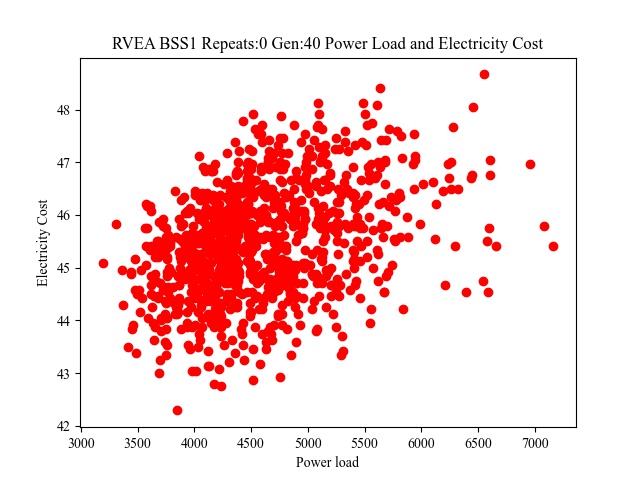 RVEA BSS1 Repeats:0 Gen:40 Power Load and Electricity Cost
48
47
46
45
44
43
42
Electricity Cost
3000 3500 4000 4500 5000 5500 6000 6500 7000
Power load